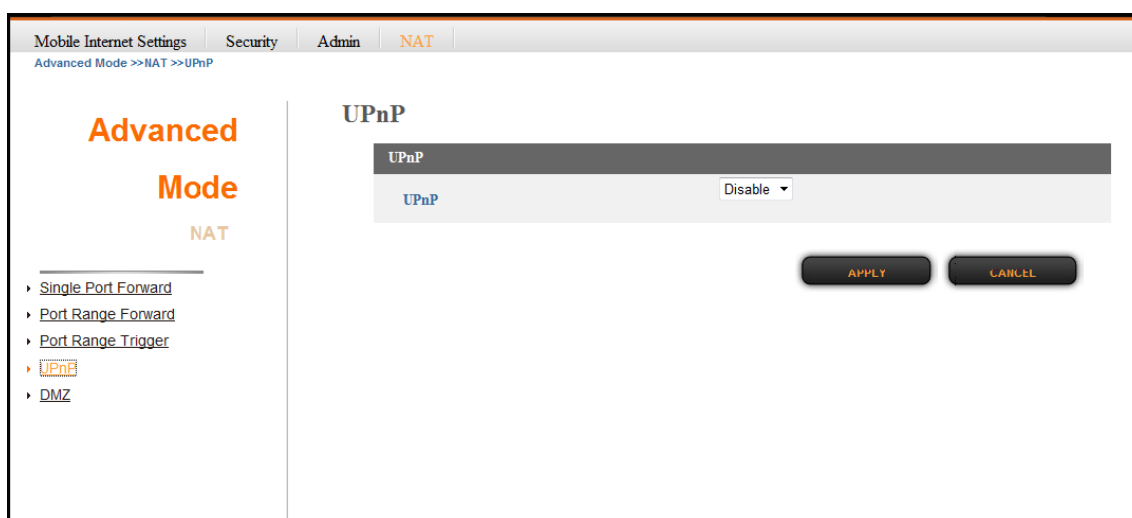 Mobile Internet Settings Security Admin NAT
Advanced Mode >>NAT >>UPnP
Advanced
Mode
NAT
Single Port Forward
Port Range Forward
Port Range Trigger
UPnP
DMZ
UPnP
UPnP
UPnP Disable
APPLY CANCEL